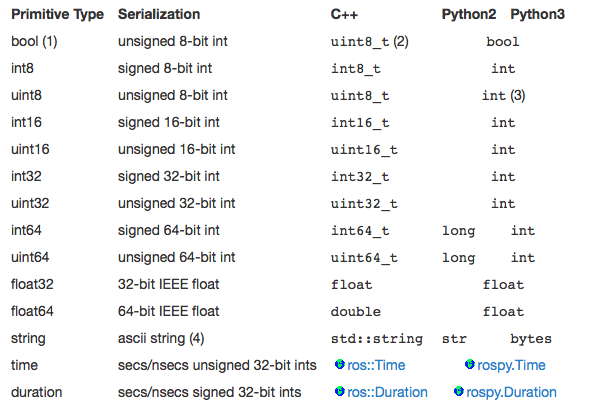 Primitive Type Serialization C++ Python2 Python3
bool (1) unsigned 8-bit int uint8_t (2) bool
int8 signed 8-bit int int8_t int
uint8 unsigned 8-bit int uint8_t int (3)
int16 signed 16-bit int int16_t int
uint16 unsigned 16-bit int uint16_t int
int32 signed 32-bit int int32_t int
uint32 unsigned 32-bit int uint32_t int
int64 signed 64-bit int int64_t long int
uint64 unsigned 64-bit int uint64_t long int
float32 32-bit IEEE float float float
float64 64-bit IEEE float double float
string ascii string (4) std::string str bytes
time secs/nsecs unsigned 32-bit ints ros::Time rospy.Time
duration secs/nsecs signed 32-bit ints ros::Duration rospy.Duration